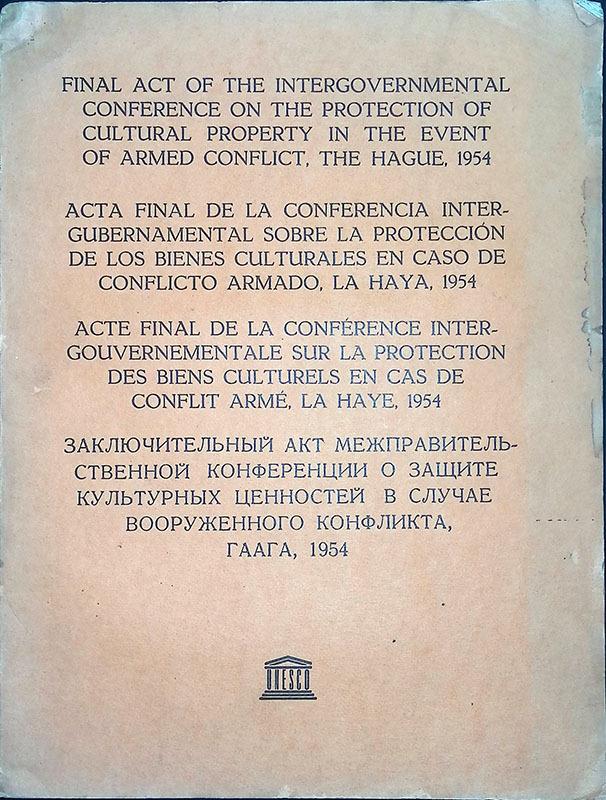 FINAL ACT OF THE INTERGOVERNMENTAL
CONFERENCE ON THE PROTECTION OF
CULTURAL PROPERTY IN THE EVENT
OF ARMED CONFLICT, THE HAGUE, 1954
ACTA FINAL DE LA CONFERENCIA INTER-
GUBERNAMENTAL SOBRE LA PROTECCIÓN
DE LOS BIENES CULTURALES EN CASO DE
CONFLICTO ARMADO, LA HAYA, 1954
ACTE FINAL DE LA CONFÉRENCE INTER-
GOUVERNEMENTALE SUR LA PROTECTION
DES BIENS CULTURELS EN CAS DE
CONFLIT ARMÉ, LA HAYE, 1954
ЗАКЛЮЧИТЕЛЬНЫЙ АКТ МЕЖПРАВИТЕЛЬ-
СТВЕННОЙ КОНФЕРЕНЦИИ О ЗАЩИТЕ
КУЛЬТУРНЫХ ЦЕННОСТЕЙ В СЛУЧАЕ
ВООРУЖЕННОГО КОНФЛИКТА,
ГААГА, 1954
UNESCO